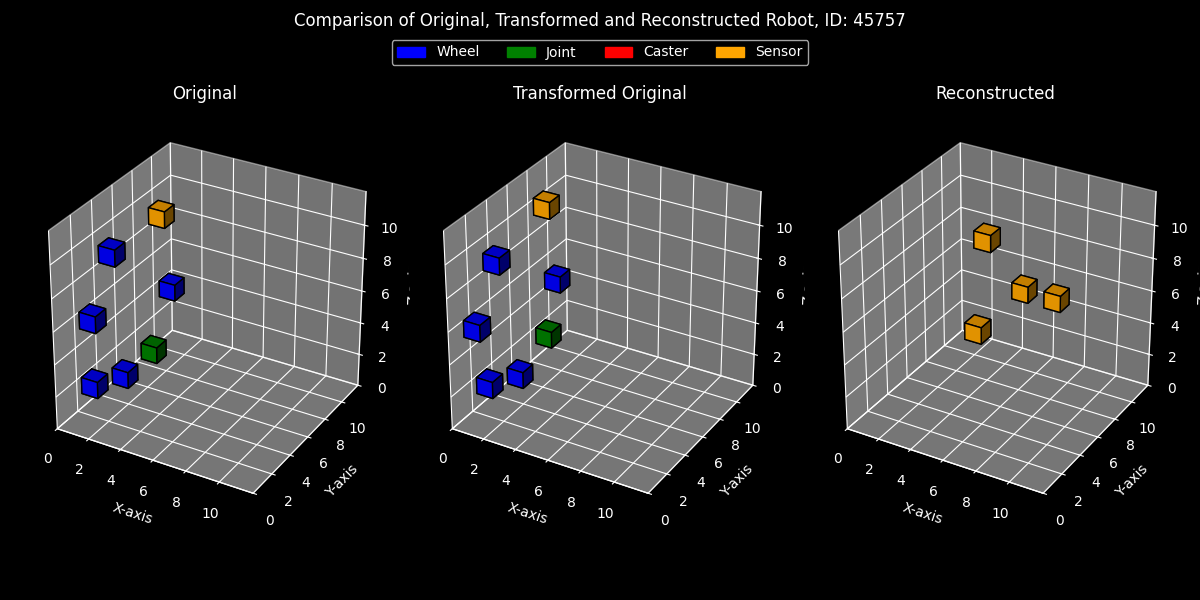 Comparison of Original, Transformed and Reconstructed Robot, ID: 45757
Wheel Joint Caster Sensor
Original Transformed Original Reconstructed
10 10 10
8 8 8
6 6 6
4 4 4
2 2 2
0 0 0
0 2 4 6 8 10 0 2 4 6 8 10 0 2 4 6 8 10
0 2 4 6 8 10 0 2 4 6 8 10 0 2 4 6 8 10
X-axis Y-axis X-axis Y-axis X-axis Y-axis